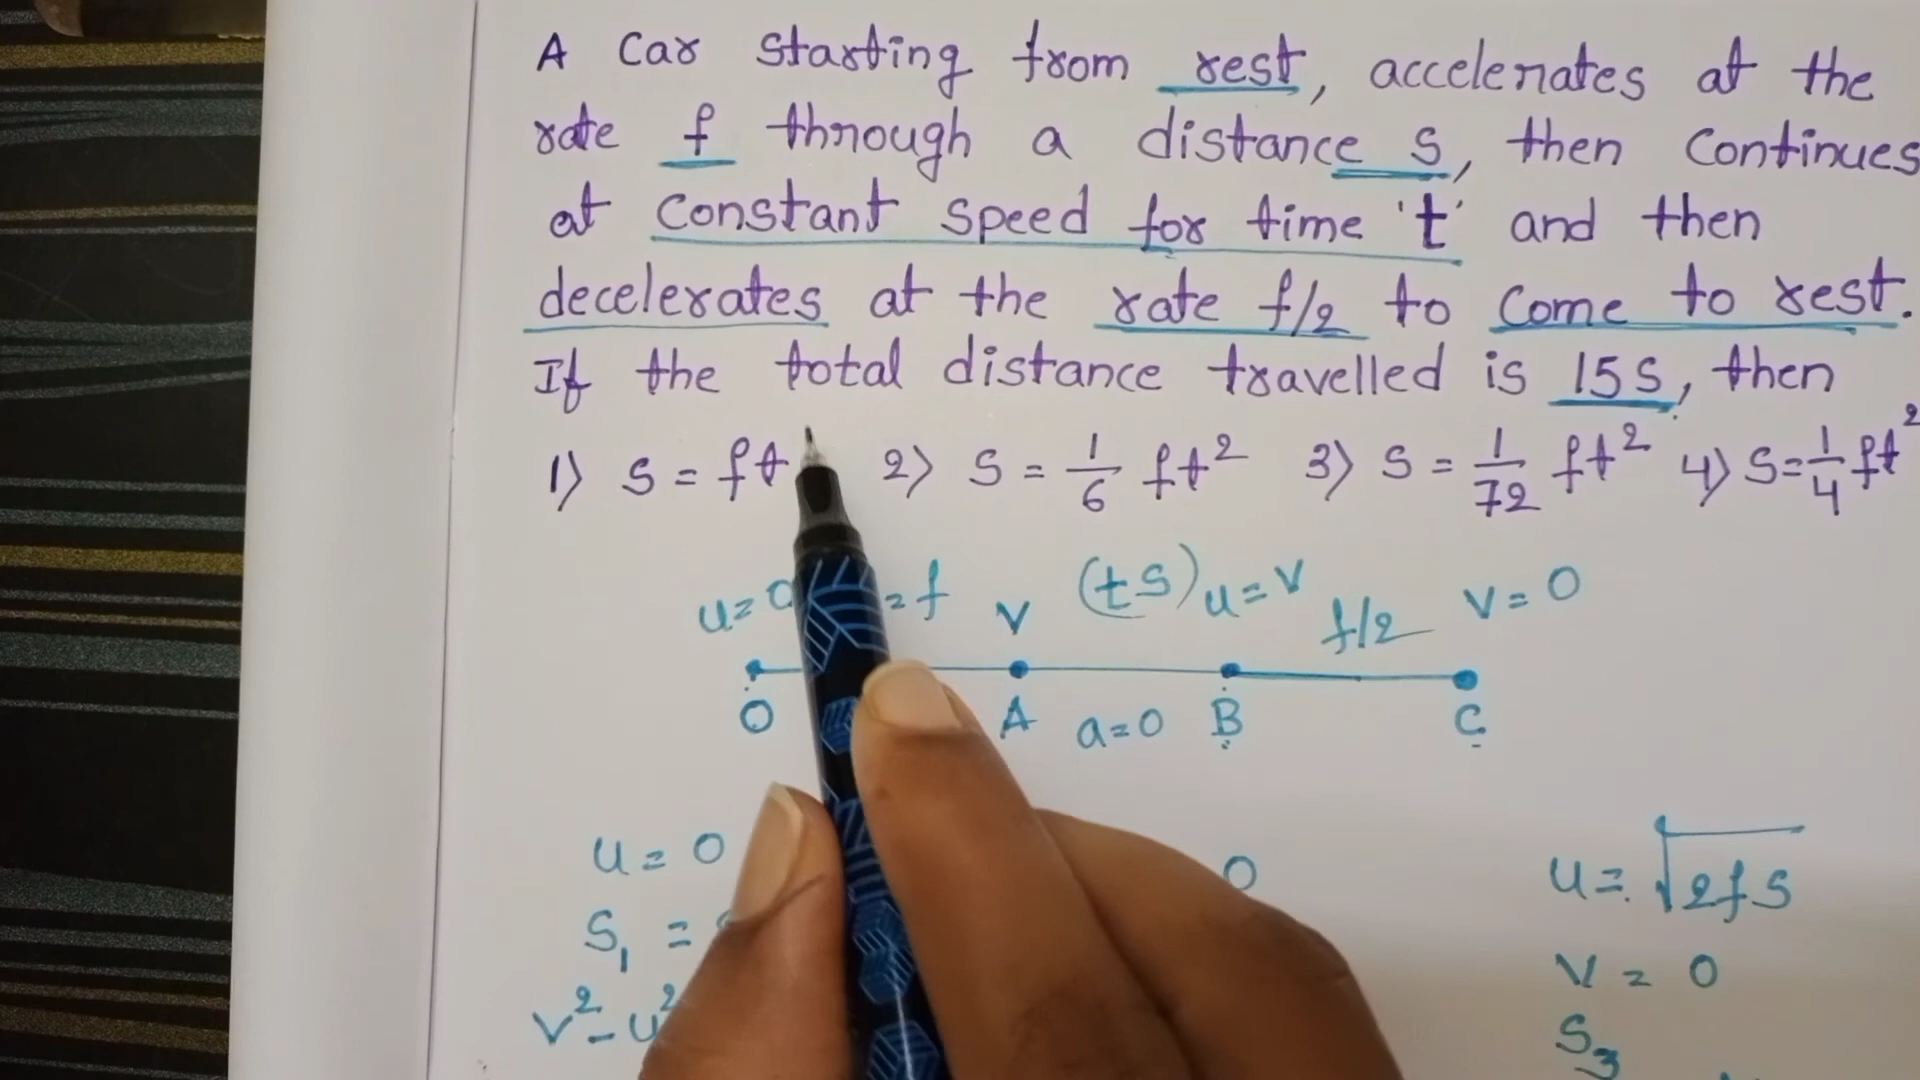 A car starting from rest, accelerates at the
rate f through a distance s, then continues
at constant speed for time 't' and then
decelerates at the rate f/2 to come to rest.
If the total distance travelled is 15s, then
1) S = ft 2) S = 1/6 ft² 3) S = 1/72 ft² 4) S = 1/4 ft²
u=0 =f V (tS) u=V f/2 V=0
O A a=0 B C
u = 0 0 u = √2fS
S₁ = V = 0
V² - u² S₃